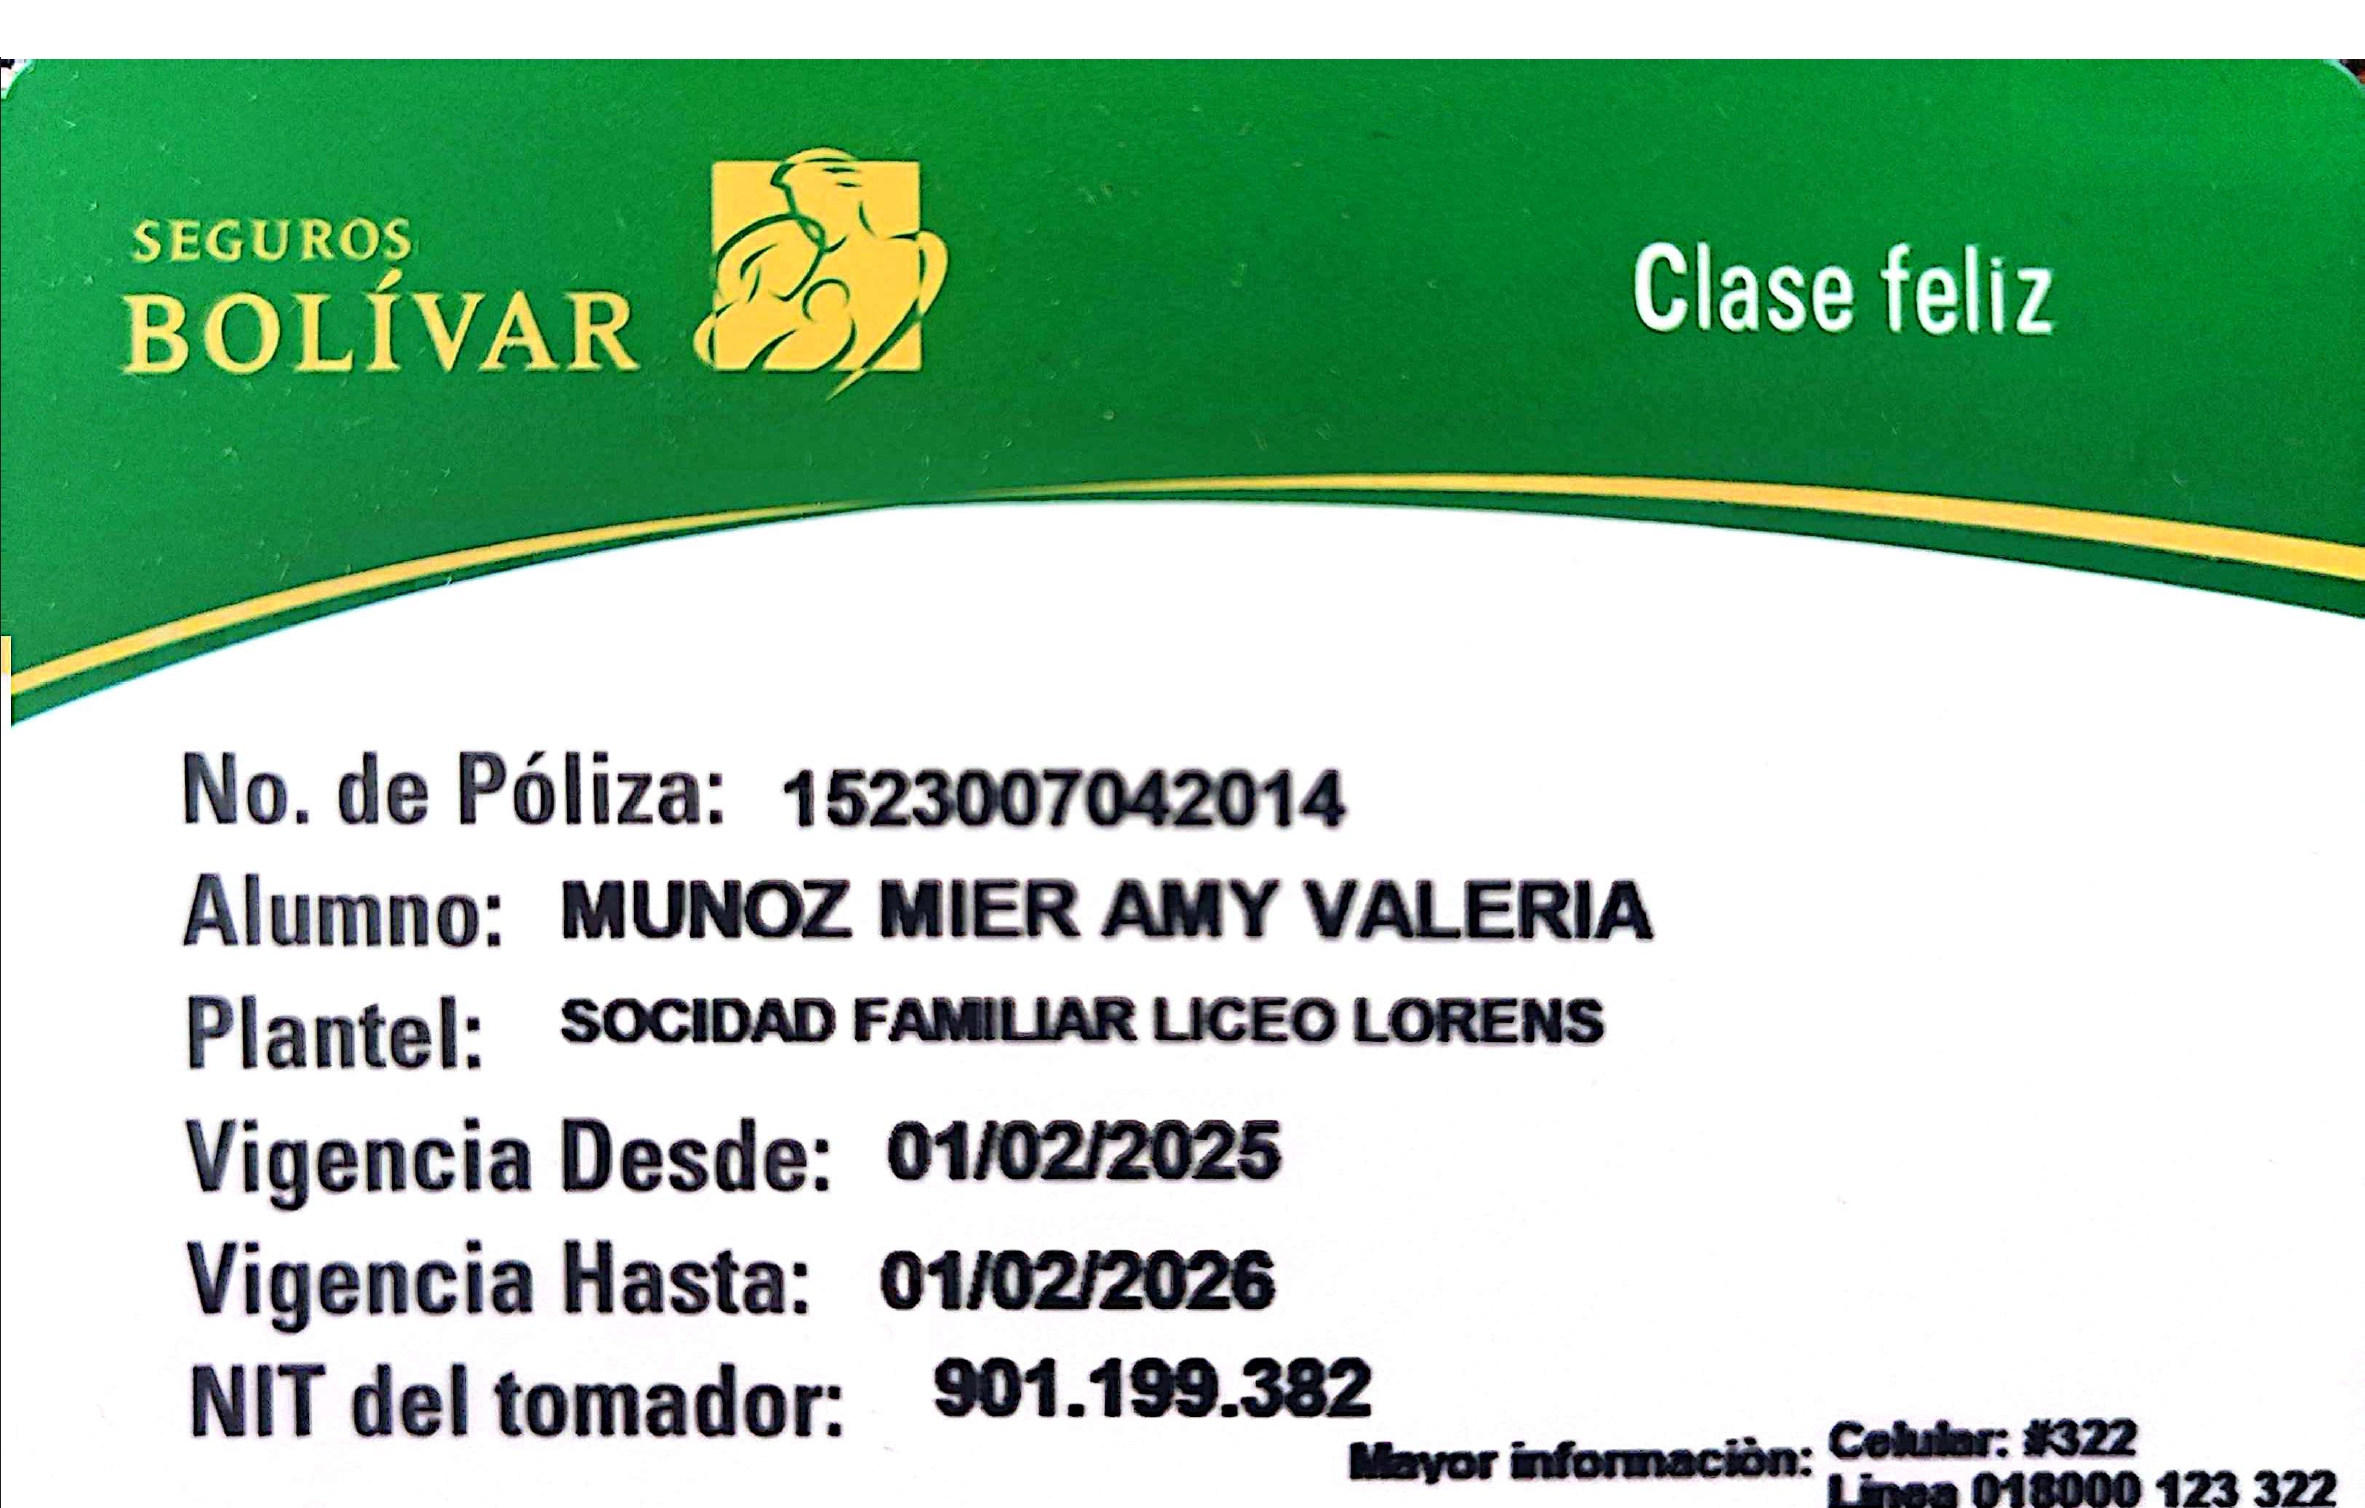 SEGUROS
BOLÍVAR
Clase feliz
No. de Póliza: 1523007042014
Alumno: MUNOZ MIER AMY VALERIA
Plantel: SOCIDAD FAMILIAR LICEO LORENS
Vigencia Desde: 01/02/2025
Vigencia Hasta: 01/02/2026
NIT del tomador: 901.199.382
Mayor informaciòn: Celular: #322
Linea 018000 123 322